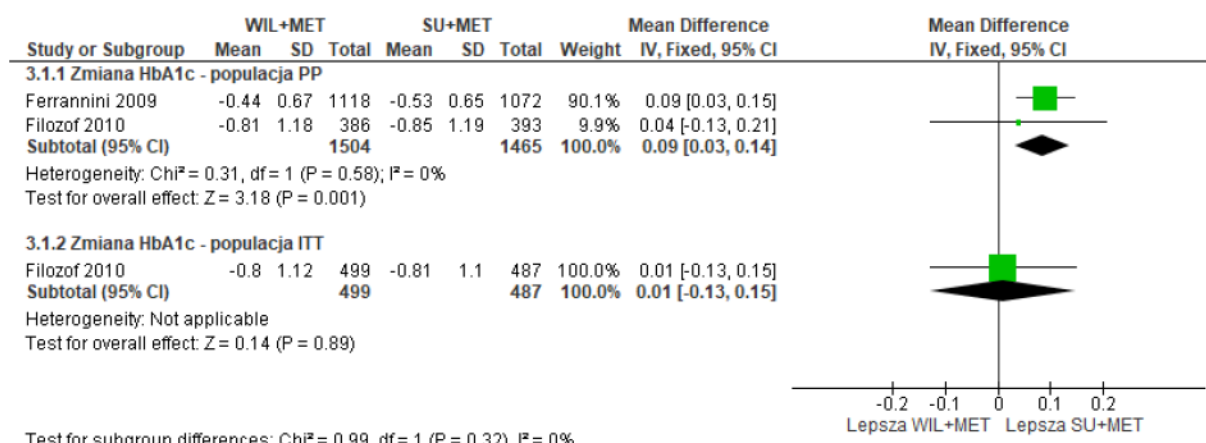 WIL+MET SU+MET Mean Difference Mean Difference
Study or Subgroup Mean SD Total Mean SD Total Weight IV, Fixed, 95% CI IV, Fixed, 95% CI
3.1.1 Zmiana HbA1c - populacja PP
Ferrannini 2009 -0.44 0.67 1118 -0.53 0.65 1072 90.1% 0.09 [0.03, 0.15]
Filozof 2010 -0.81 1.18 386 -0.85 1.19 393 9.9% 0.04 [-0.13, 0.21]
Subtotal (95% CI) 1504 1465 100.0% 0.09 [0.03, 0.14]
Heterogeneity: Chi² = 0.31, df = 1 (P = 0.58); I² = 0%
Test for overall effect: Z = 3.18 (P = 0.001)
3.1.2 Zmiana HbA1c - populacja ITT
Filozof 2010 -0.8 1.12 499 -0.81 1.1 487 100.0% 0.01 [-0.13, 0.15]
Subtotal (95% CI) 499 487 100.0% 0.01 [-0.13, 0.15]
Heterogeneity: Not applicable
Test for overall effect: Z = 0.14 (P = 0.89)
-0.2 -0.1 0 0.1 0.2
Lepsza WIL+MET Lepsza SU+MET
Test for subgroup differences: Chi² = 0.99, df = 1 (P = 0.32), I² = 0%